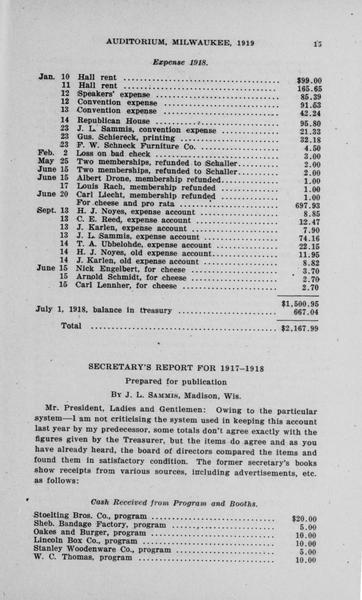 AUDITORIUM, MILWAUKEE, 1919 15
Expense 1918.
Jan. 10 Hall rent $99.00
11 Hall rent 165.65
12 Speakers' expense 85.39
12 Convention expense 91.63
13 Convention expense 42.24
14 Republican House 95.80
23 J. L. Sammis, convention expense 21.33
23 Gus. Schiereck, printing 32.18
23 F. W. Schneck Furniture Co. 4.50
Feb. 2 Loss on bad check 3.00
May 25 Two memberships, refunded to Schaller 2.00
June 15 Two memberships, refunded to Schaller 2.00
June 15 Albert Drone, membership refunded 1.00
17 Louis Rach, membership refunded 1.00
June 20 Carl Liecht, membership refunded 1.00
For cheese and pro rata 697.93
Sept. 13 H. J. Noyes, expense account 8.85
13 C. E. Reed, expense account 12.47
13 J. Karlen, expense account 7.90
13 J. L. Sammis, expense account 74.16
14 T. A. Ubbelohde, expense account 22.15
14 H. J. Noyes, old expense account 11.95
14 J. Karlen, old expense account 8.82
June 15 Nick Engelbert, for cheese 3.70
15 Arnold Schmidt, for cheese 2.70
15 Carl Lennher, for cheese 2.70
$1,500.95
July 1, 1918, balance in treasury 667.04
Total $2,167.99
SECRETARY'S REPORT FOR 1917-1918
Prepared for publication
By J. L. Sammis, Madison, Wis.
Mr. President, Ladies and Gentlemen: Owing to the particular
system—I am not criticising the system used in keeping this account
last year by my predecessor, some totals don't agree exactly with the
figures given by the Treasurer, but the items do agree and as you
have already heard, the board of directors compared the items and
found them in satisfactory condition. The former secretary's books
show receipts from various sources, including advertisements, etc.
as follows:
Cash Received from Program and Booths.
Stoelting Bros. Co., program $20.00
Sheb. Bandage Factory, program 5.00
Oakes and Burger, program 10.00
Lincoln Box Co., program 10.00
Stanley Woodenware Co., program 5.00
W. C. Thomas, program 10.00